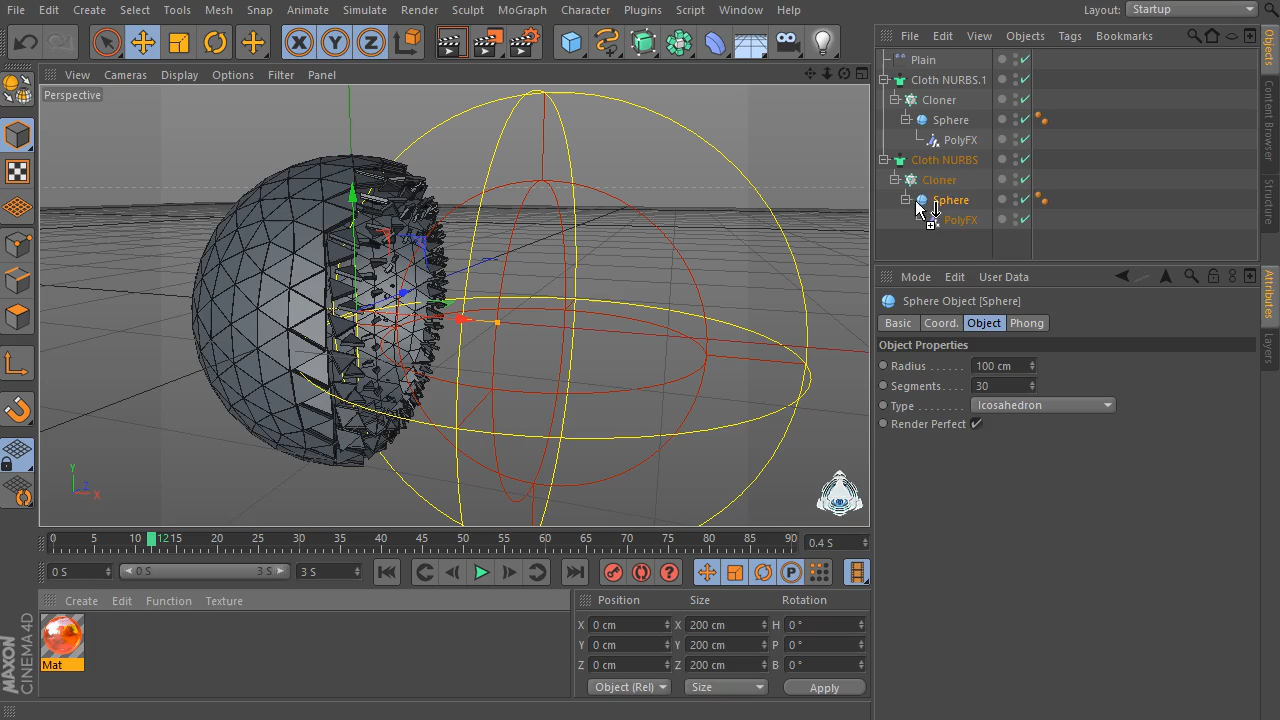 File Edit Create Select Tools Mesh Snap Animate Simulate Render Sculpt MoGraph Character Plugins Script Window Help Layout: Startup
File Edit View Objects Tags Bookmarks
View Cameras Display Options Filter Panel
Perspective
Plain
Cloth NURBS.1
Cloner
Sphere
PolyFX
Cloth NURBS
Cloner
Sphere
PolyFX
Objects
Content Browser
Structure
Mode Edit User Data
Sphere Object [Sphere]
Basic Coord. Object Phong
Object Properties
Radius . . . . . . 100 cm
Segments . . . . . 30
Type . . . . . . . . Icosahedron
Render Perfect
Attributes
Layers
Y
Z
X
0 5 10 12 15 20 25 30 35 40 45 50 55 60 65 70 75 80 85 90 0.4 S
0 S 0 S 3 S 3 S
Create Edit Function Texture
Mat
MAXON
CINEMA 4D
Position Size Rotation
X 0 cm X 200 cm H 0 °
Y 0 cm Y 200 cm P 0 °
Z 0 cm Z 200 cm B 0 °
Object (Rel) Size Apply